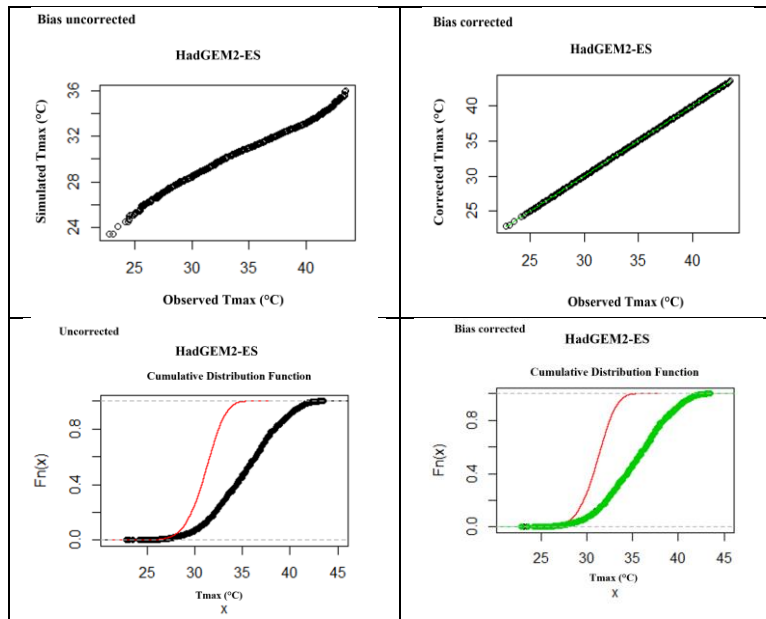 Bias uncorrected
HadGEM2-ES
Simulated Tmax (°C)
36
32
28
24
25 30 35 40
Observed Tmax (°C)
Bias corrected
HadGEM2-ES
Corrected Tmax (°C)
40
35
30
25
25 30 35 40
Observed Tmax (°C)
Uncorrected
HadGEM2-ES
Cumulative Distribution Function
Fn(x)
0.8
0.4
0.0
25 30 35 40 45
Tmax (°C)
x
Bias corrected
HadGEM2-ES
Cumulative Distribution Function
Fn(x)
0.8
0.4
0.0
25 30 35 40 45
Tmax (°C)
x